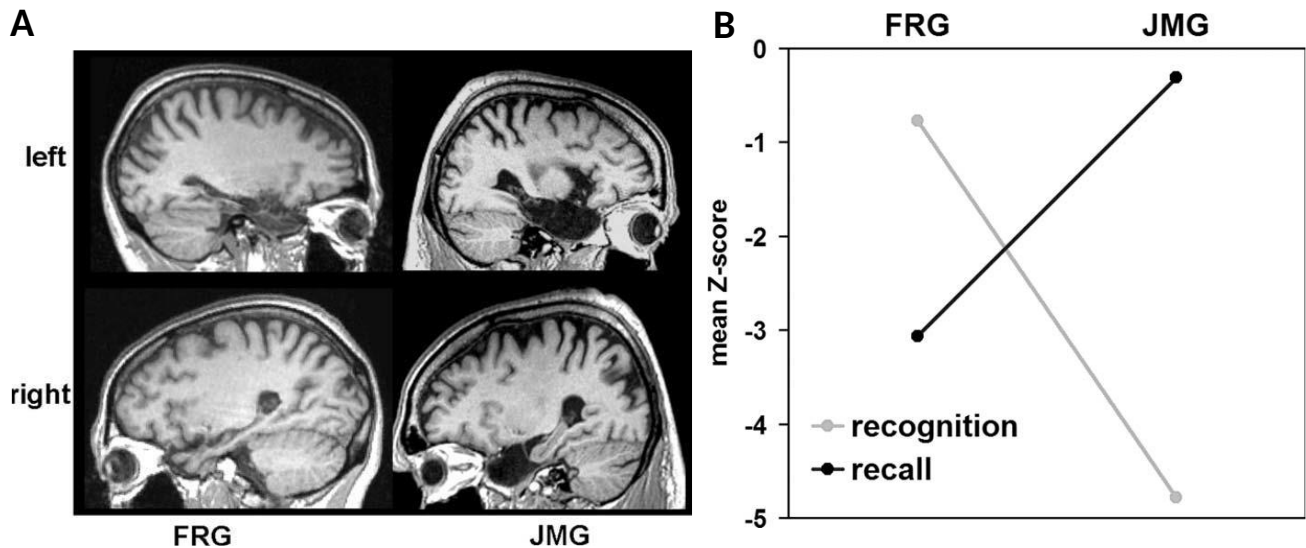 A
left
right
FRG
JMG
B
FRG
JMG
mean Z-score
0
-1
-2
-3
-4
-5
recognition
recall